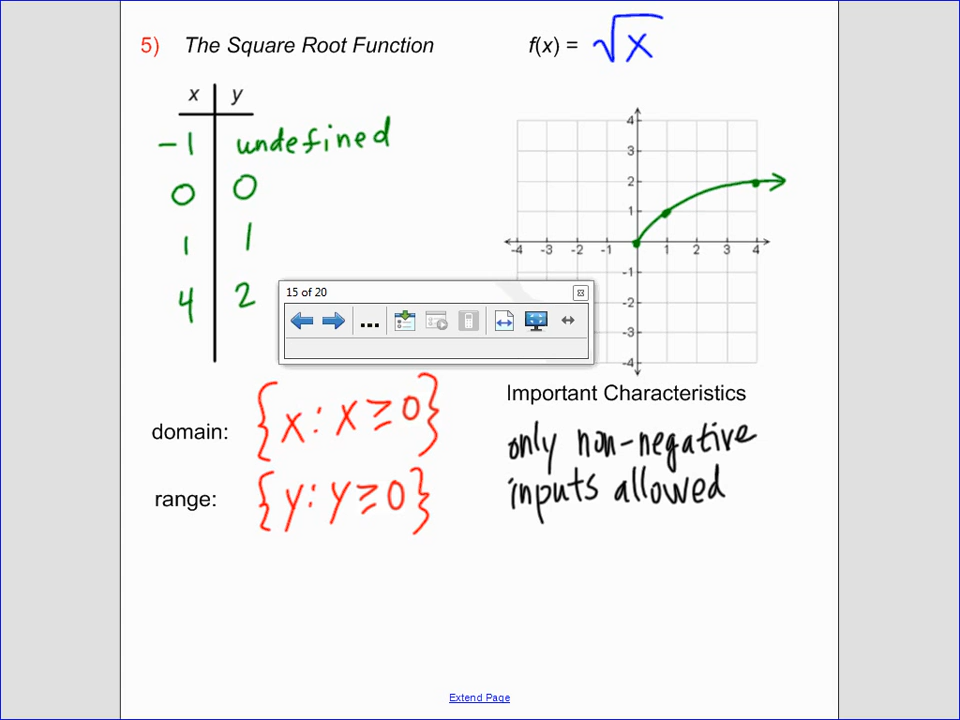 5) The Square Root Function f(x) = √x
x y
-1 undefined
0 0
1 1
4 2
4
3
2
1
-4 -3 -2 -1 1 2 3 4
-1
-2
-3
-4
15 of 20
...
Important Characteristics
domain: {x: x ≥ 0}
only non-negative
inputs allowed
range: {y: y ≥ 0}
Extend Page